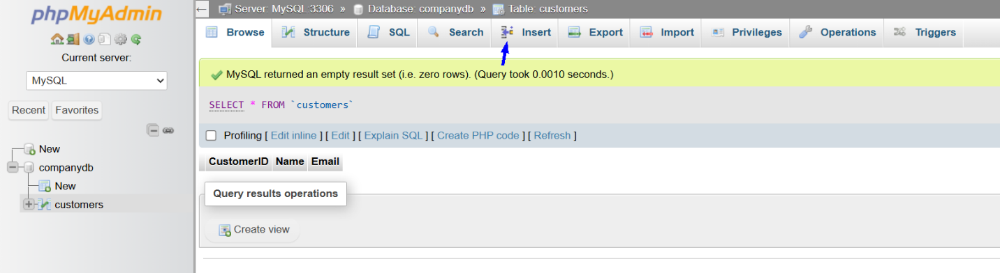 phpMyAdmin
Current server:
MySQL
Recent Favorites
New
companydb
New
customers
Server: MySQL:3306 » Database: companydb » Table: customers
Browse Structure SQL Search Insert Export Import Privileges Operations Triggers
MySQL returned an empty result set (i.e. zero rows). (Query took 0.0010 seconds.)
SELECT * FROM `customers`
Profiling [ Edit inline ] [ Edit ] [ Explain SQL ] [ Create PHP code ] [ Refresh ]
CustomerID Name Email
Query results operations
Create view